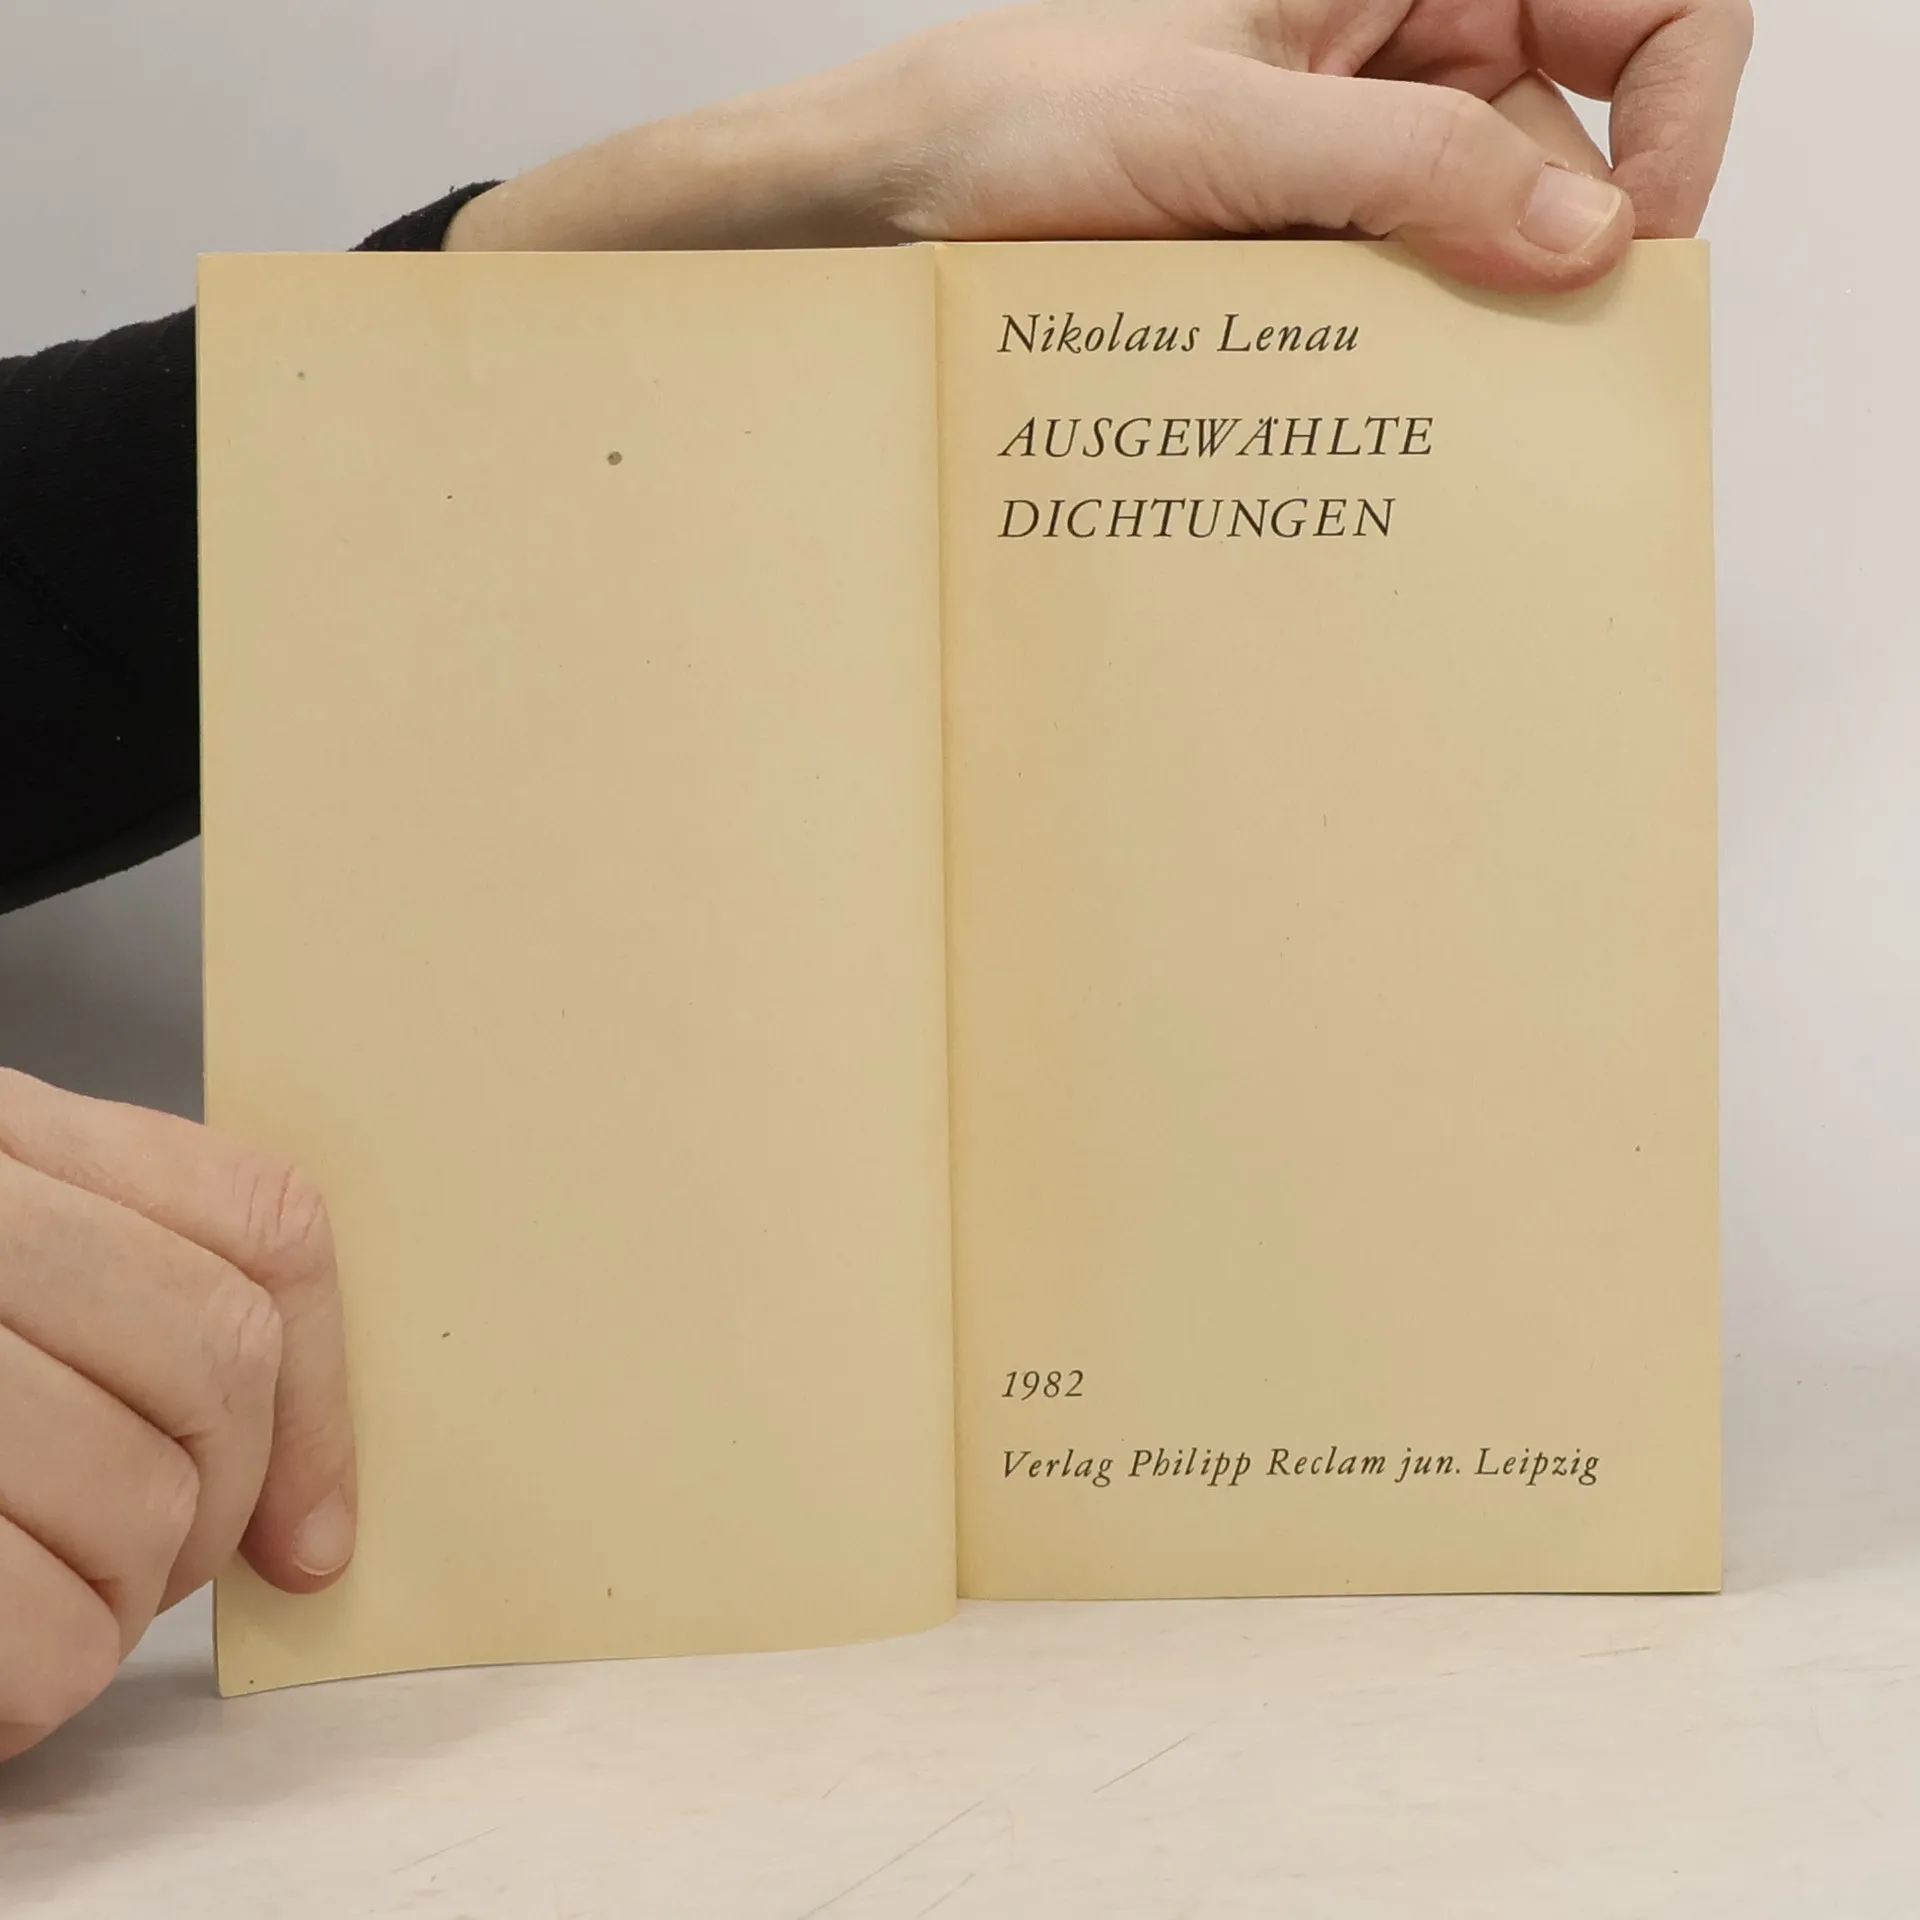 Nikolaus Lenau
AUSGEWÄHLTE
DICHTUNGEN
1982
Verlag Philipp Reclam jun. Leipzig